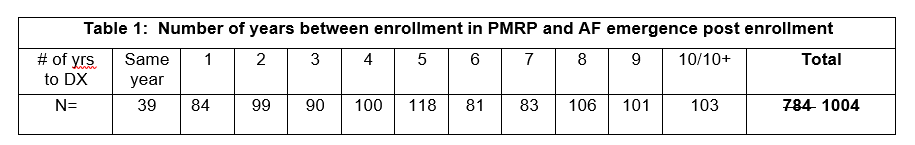 Table 1: Number of years between enrollment in PMRP and AF emergence post enrollment
# of yrs to DX Same year 1 2 3 4 5 6 7 8 9 10/10+ Total
N= 39 84 99 90 100 118 81 83 106 101 103 784 1004